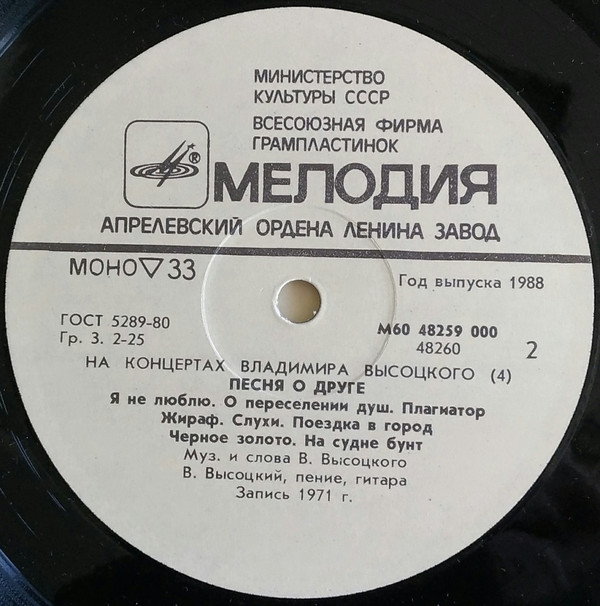 МИНИСТЕРСТВО
КУЛЬТУРЫ СССР
ВСЕСОЮЗНАЯ ФИРМА
ГРАМПЛАСТИНОК
®
МЕЛОДИЯ
АПРЕЛЕВСКИЙ ОРДЕНА ЛЕНИНА ЗАВОД
МОНО ▽ 33
Год выпуска 1988
ГОСТ 5289-80
Гр. 3. 2-25
М60 48259 000
48260
2
НА КОНЦЕРТАХ ВЛАДИМИРА ВЫСОЦКОГО (4)
ПЕСНЯ О ДРУГЕ
Я не люблю. О переселении душ. Плагиатор
Жираф. Слухи. Поездка в город
Черное золото. На судне бунт
Муз. и слова В. Высоцкого
В. Высоцкий, пение, гитара
Запись 1971 г.